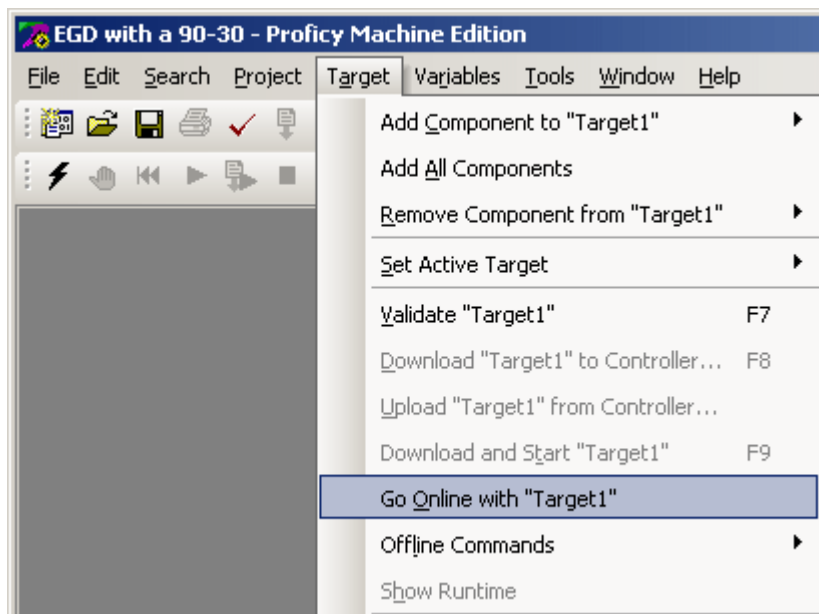 EGD with a 90-30 - Proficy Machine Edition
File Edit Search Project Target Variables Tools Window Help
Add Component to "Target1"
Add All Components
Remove Component from "Target1"
Set Active Target
Validate "Target1" F7
Download "Target1" to Controller... F8
Upload "Target1" from Controller...
Download and Start "Target1" F9
Go Online with "Target1"
Offline Commands
Show Runtime